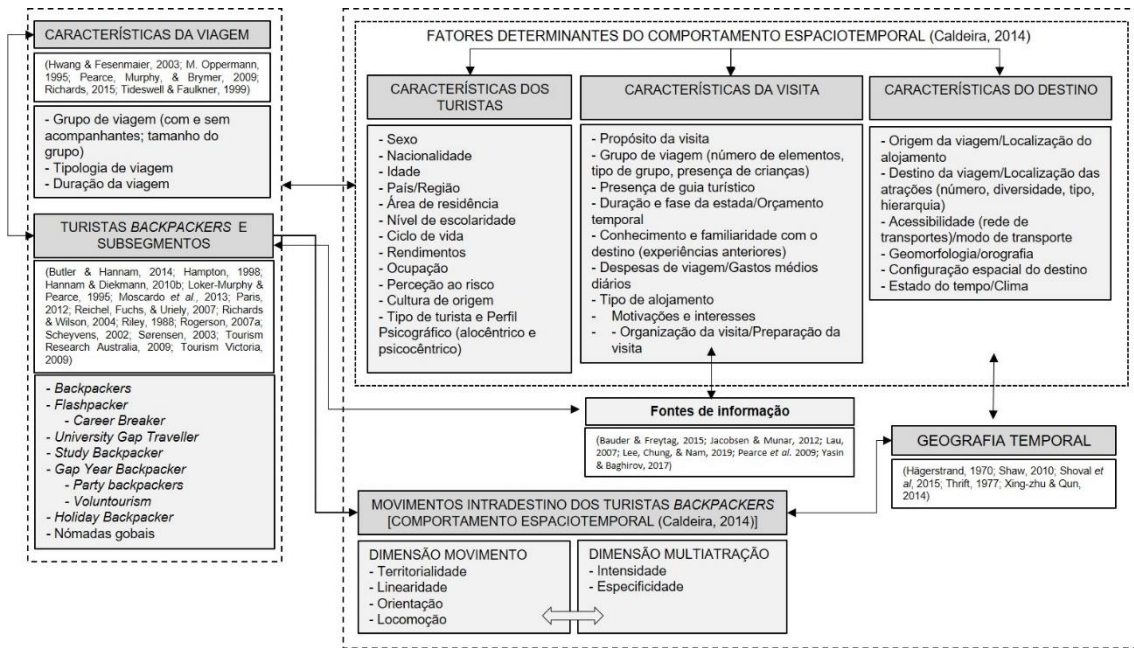 CARACTERÍSTICAS DA VIAGEM
(Hwang & Fesenmaier, 2003; M. Oppermann,
1995; Pearce, Murphy, & Brymer, 2009;
Richards, 2015; Tideswell & Faulkner, 1999)
- Grupo de viagem (com e sem
acompanhantes; tamanho do
grupo)
- Tipologia de viagem
- Duração da viagem
TURISTAS BACKPACKERS E
SUBSEGMENTOS
(Butler & Hannam, 2014; Hampton, 1998;
Hannam & Diekmann, 2010b; Loker-Murphy &
Pearce, 1995; Moscardo et al., 2013; Paris,
2012; Reichel, Fuchs, & Uriely, 2007; Richards
& Wilson, 2004; Riley, 1988; Rogerson, 2007a;
Scheyvens, 2002; Sørensen, 2003; Tourism
Research Australia, 2009; Tourism Victoria,
2009)
- Backpackers
- Flashpacker
- Career Breaker
- University Gap Traveller
- Study Backpacker
- Gap Year Backpacker
- Party backpackers
- Voluntourism
- Holiday Backpacker
- Nómadas gobais
FATORES DETERMINANTES DO COMPORTAMENTO ESPACIOTEMPORAL (Caldeira, 2014)
CARACTERÍSTICAS DOS
TURISTAS
- Sexo
- Nacionalidade
- Idade
- País/Região
- Área de residência
- Nível de escolaridade
- Ciclo de vida
- Rendimentos
- Ocupação
- Perceção ao risco
- Cultura de origem
- Tipo de turista e Perfil
Psicográfico (alocêntrico e
psicocêntrico)
CARACTERÍSTICAS DA VISITA
- Propósito da visita
- Grupo de viagem (número de elementos,
tipo de grupo, presença de crianças)
- Presença de guia turístico
- Duração e fase da estada/Orçamento
temporal
- Conhecimento e familiaridade com o
destino (experiências anteriores)
- Despesas de viagem/Gastos médios
diários
- Tipo de alojamento
- Motivações e interesses
- - Organização da visita/Preparação da
visita
CARACTERÍSTICAS DO DESTINO
- Origem da viagem/Localização do
alojamento
- Destino da viagem/Localização das
atrações (número, diversidade, tipo,
hierarquia)
- Acessibilidade (rede de
transportes)/modo de transporte
- Geomorfologia/orografia
- Configuração espacial do destino
- Estado do tempo/Clima
Fontes de informação
(Bauder & Freytag, 2015; Jacobsen & Munar, 2012; Lau,
2007; Lee, Chung, & Nam, 2019; Pearce et al. 2009; Yasin
& Baghirov, 2017)
GEOGRAFIA TEMPORAL
(Hägerstrand, 1970; Shaw, 2010; Shoval et
al, 2015; Thrift, 1977; Xing-zhu & Qun,
2014)
MOVIMENTOS INTRADESTINO DOS TURISTAS BACKPACKERS
[COMPORTAMENTO ESPACIOTEMPORAL (Caldeira, 2014)]
DIMENSÃO MOVIMENTO
- Territorialidade
- Linearidade
- Orientação
- Locomoção
DIMENSÃO MULTIATRAÇÃO
- Intensidade
- Especificidade